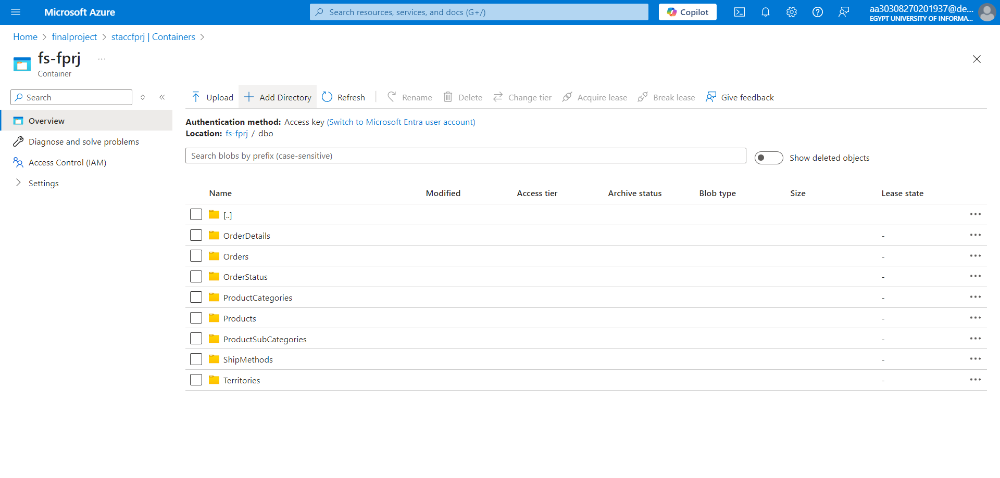 Microsoft Azure
Search resources, services, and docs (G+/)
Copilot
aa30308270201937@de...
EGYPT UNIVERSITY OF INFORMA...
Home > finalproject > staccfprj | Containers >
fs-fprj ...
Container
Search
Upload
Add Directory
Refresh
Rename
Delete
Change tier
Acquire lease
Break lease
Give feedback
Overview
Diagnose and solve problems
Access Control (IAM)
Settings
Authentication method: Access key (Switch to Microsoft Entra user account)
Location: fs-fprj / dbo
Search blobs by prefix (case-sensitive)
Show deleted objects
Name Modified Access tier Archive status Blob type Size Lease state
[..]
OrderDetails -
Orders -
OrderStatus -
ProductCategories -
Products -
ProductSubCategories -
ShipMethods -
Territories -